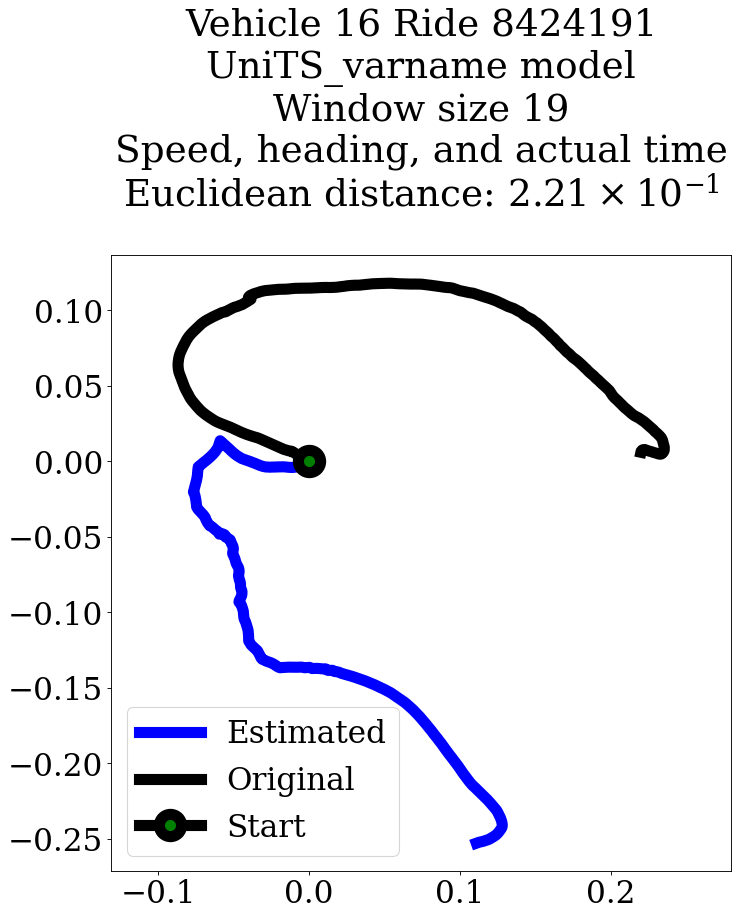 Vehicle 16 Ride 8424191
UniTS_varname model
Window size 19
Speed, heading, and actual time
Euclidean distance: 2.21 × 10⁻¹
0.10
0.05
0.00
−0.05
−0.10
−0.15
−0.20
−0.25
Estimated
Original
Start
−0.1 0.0 0.1 0.2